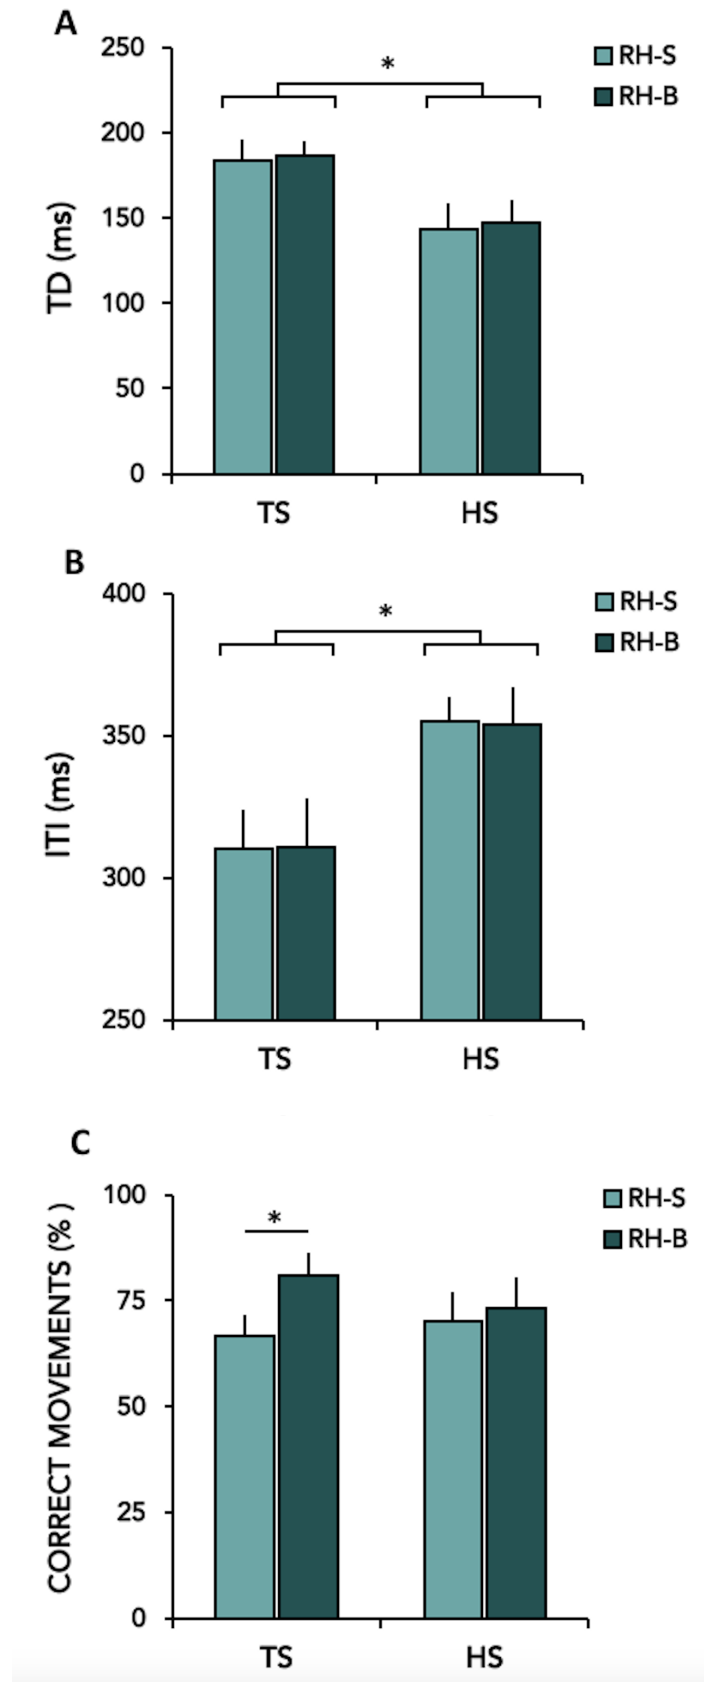 A
250
200
150
100
50
0
TD (ms)
*
RH-S
RH-B
TS HS
B
400
350
300
250
ITI (ms)
*
RH-S
RH-B
TS HS
C
100
75
50
25
0
CORRECT MOVEMENTS (%)
*
RH-S
RH-B
TS HS